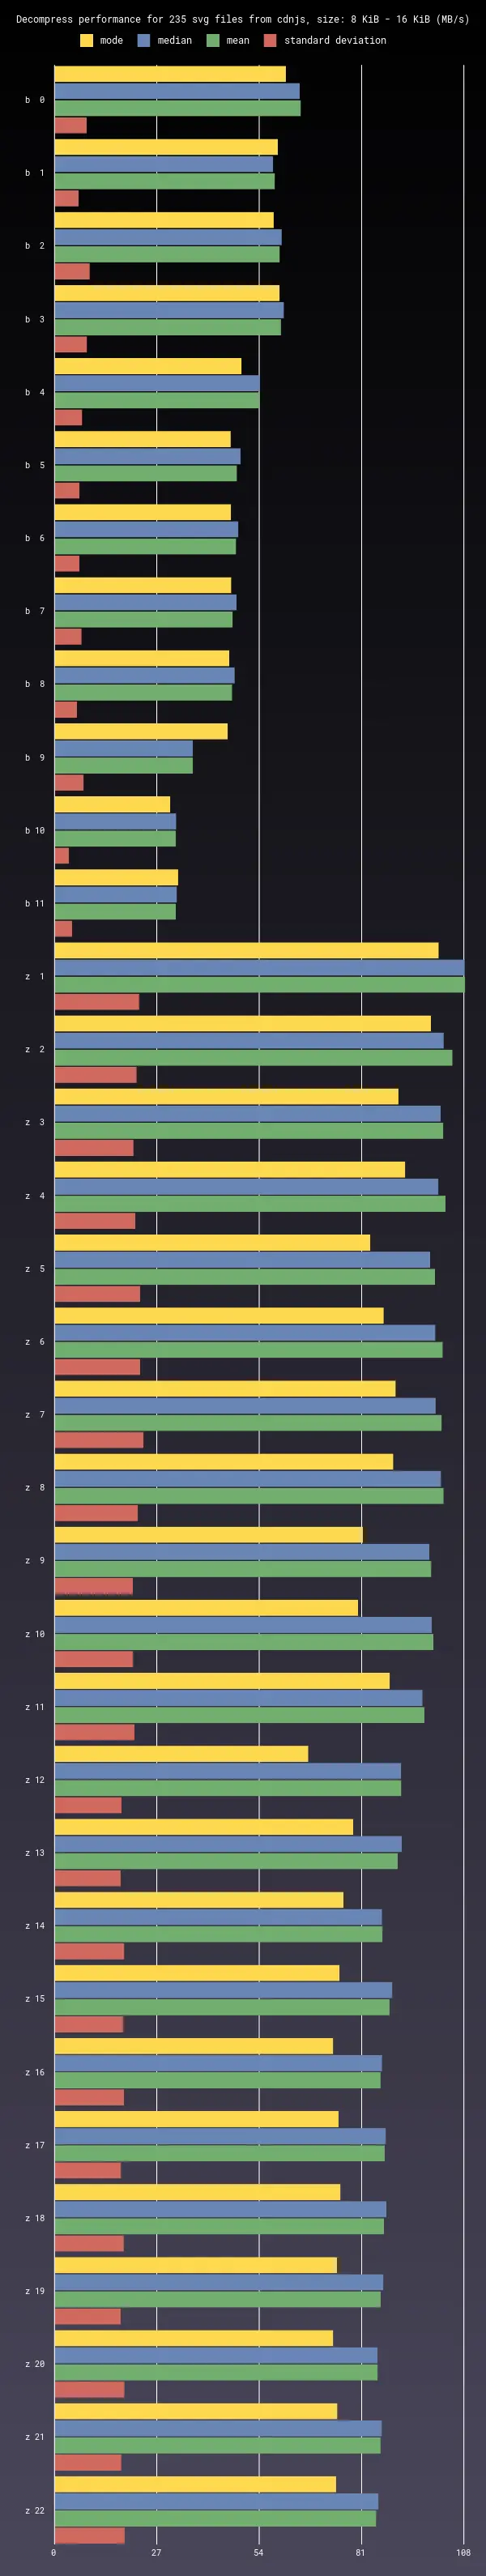 Decompress performance for 235 svg files from cdnjs, size: 8 KiB - 16 KiB (MB/s)
mode median mean standard deviation
b 0
b 1
b 2
b 3
b 4
b 5
b 6
b 7
b 8
b 9
b 10
b 11
z 1
z 2
z 3
z 4
z 5
z 6
z 7
z 8
z 9
z 10
z 11
z 12
z 13
z 14
z 15
z 16
z 17
z 18
z 19
z 20
z 21
z 22
0 27 54 81 108